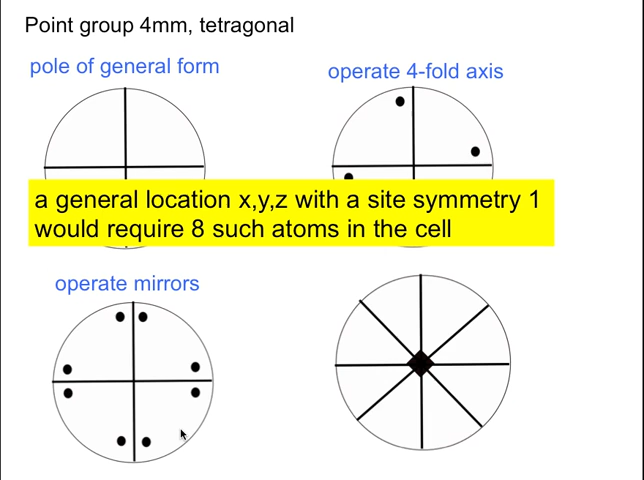 Point group 4mm, tetragonal
pole of general form
operate 4-fold axis
a general location x,y,z with a site symmetry 1
would require 8 such atoms in the cell
operate mirrors